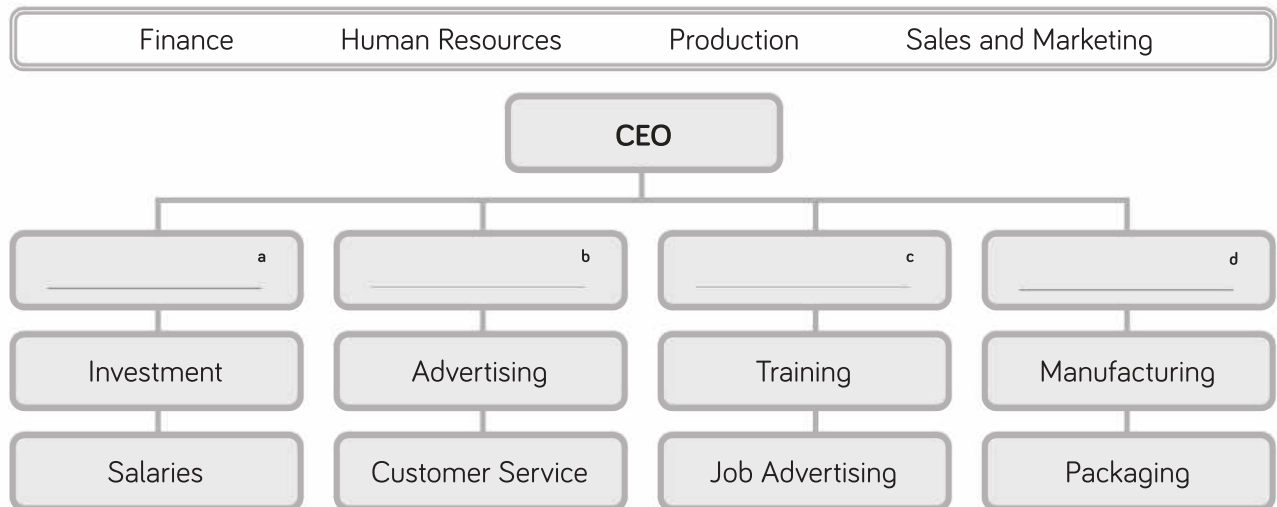 Finance Human Resources Production Sales and Marketing
CEO
a b c d
Investment Advertising Training Manufacturing
Salaries Customer Service Job Advertising Packaging